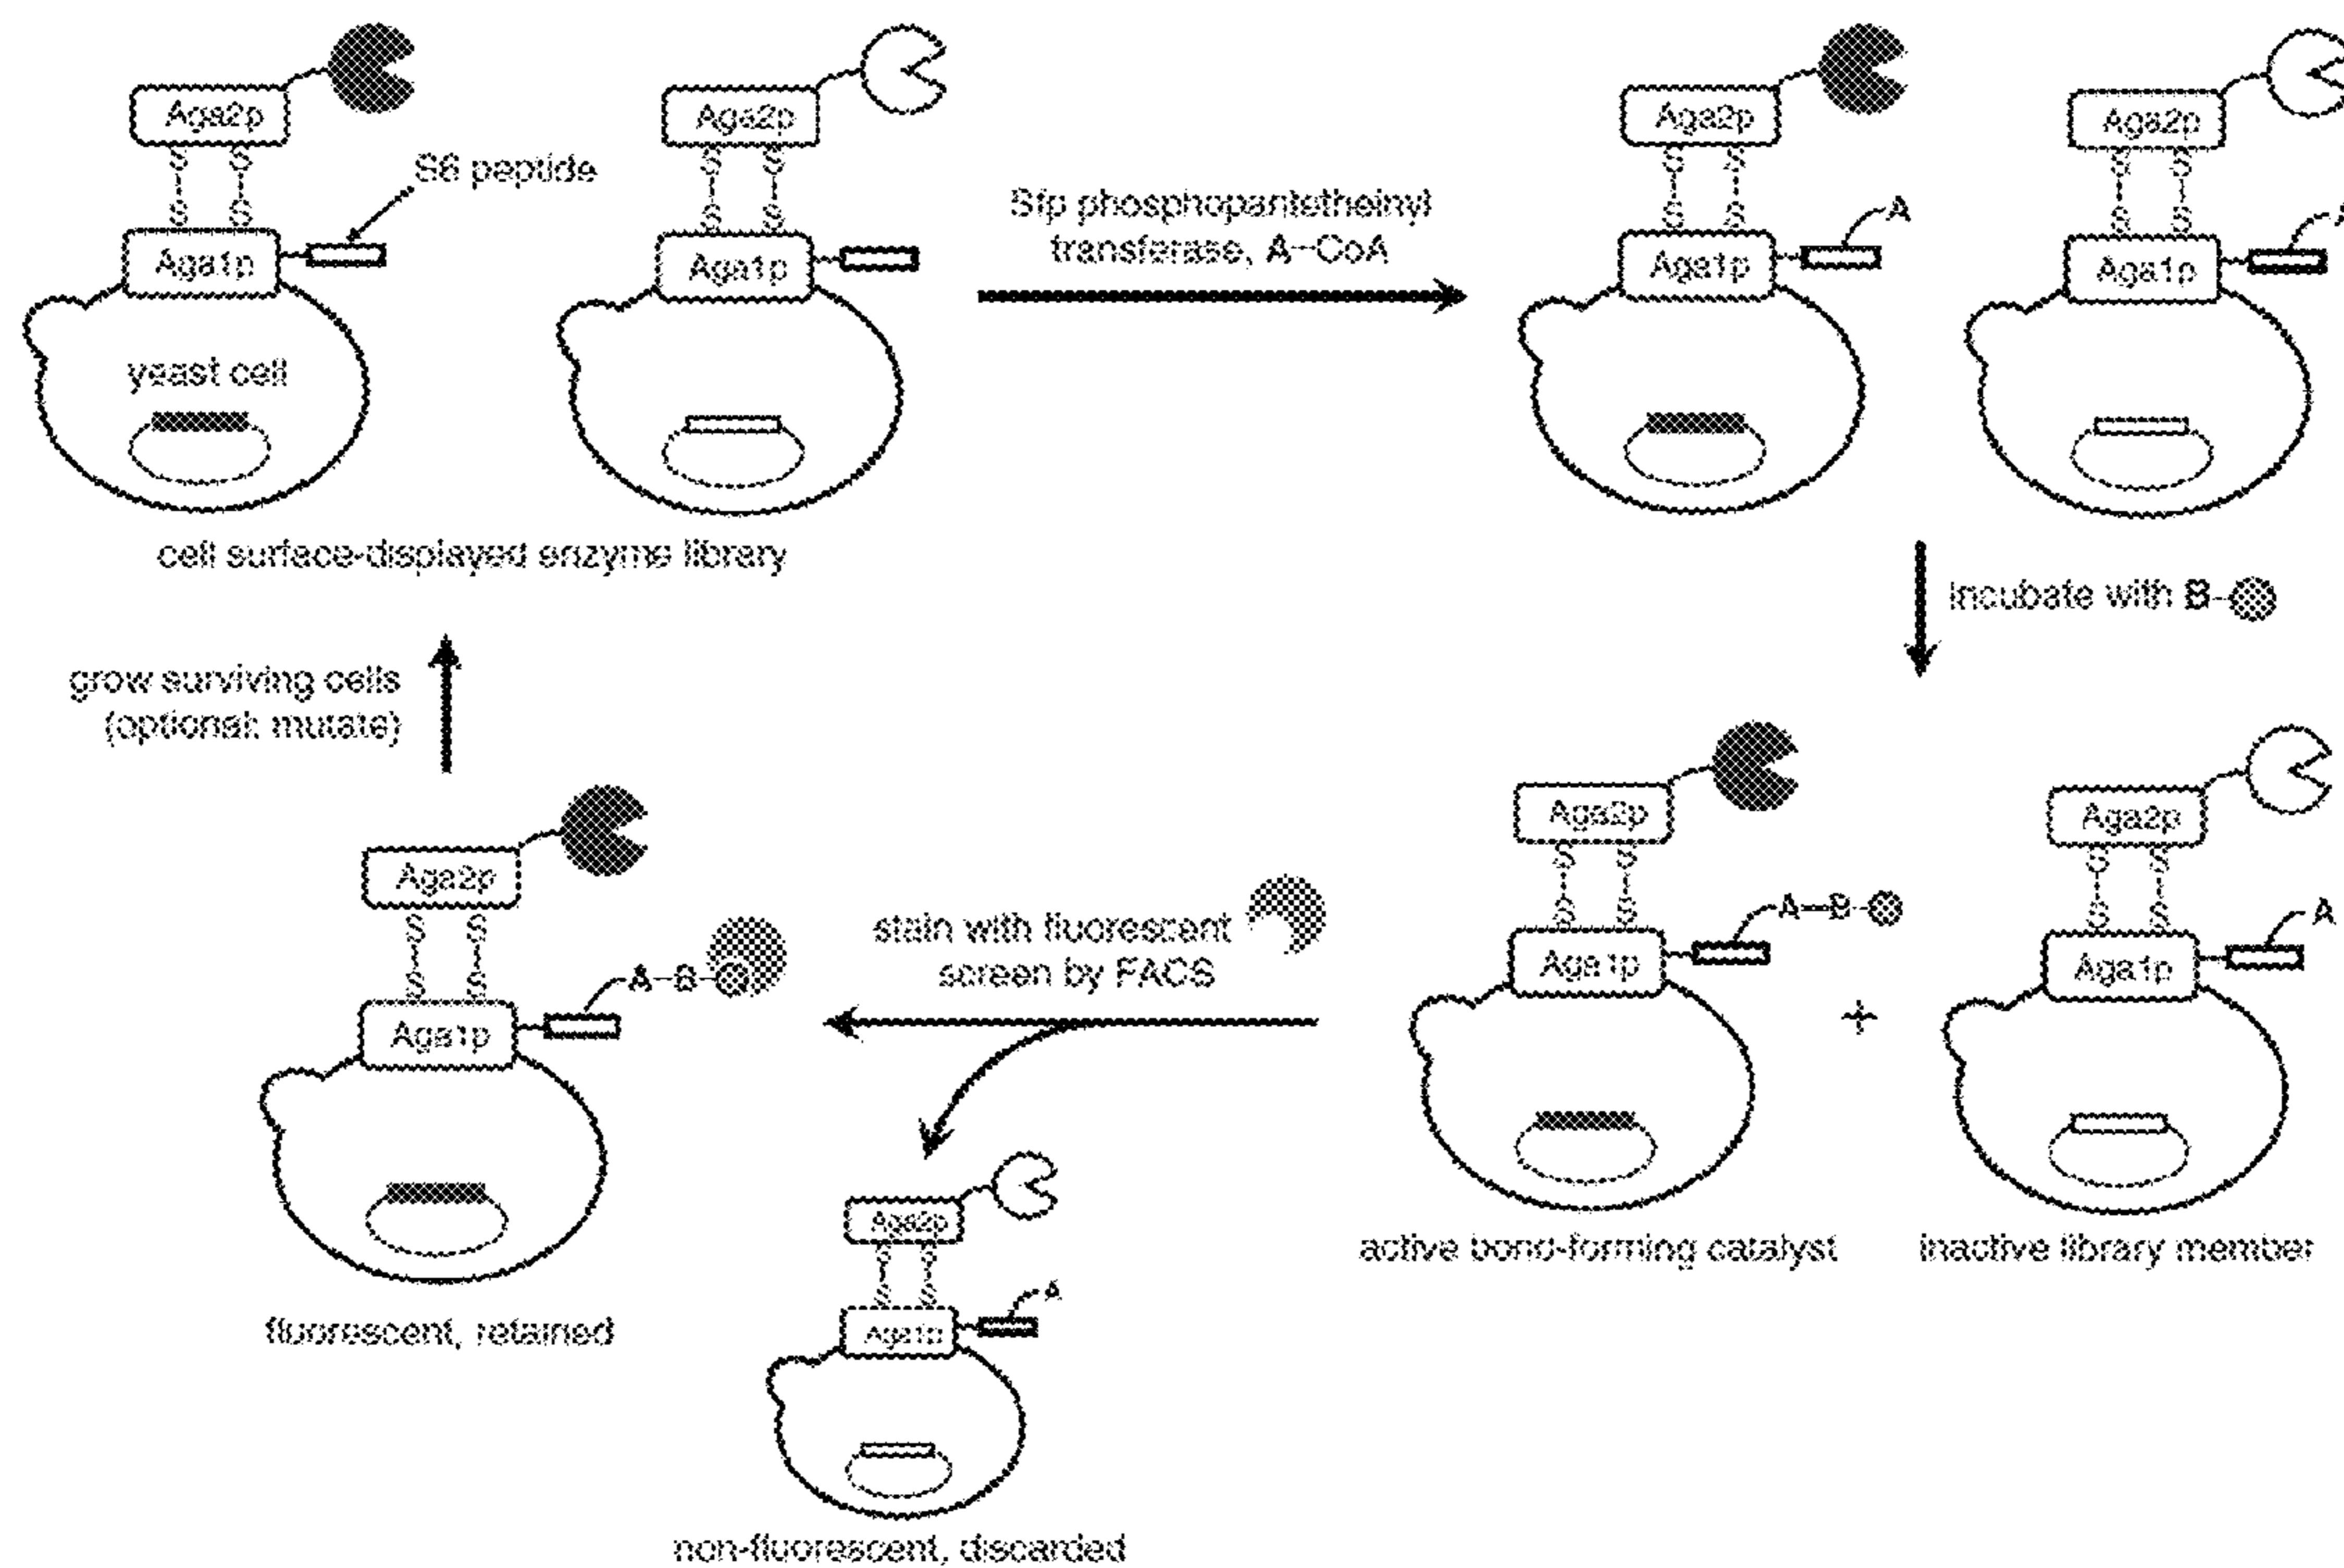 Aga2p
Aga2p
Aga2p
Aga2p
S S
S S
S S
S S
S6 peptide
Sfp phosphopantetheinyl
transferase, A–CoA
A
S S
S S
S S
S S
Aga1p
Aga1p
Aga1p
Aga1p
yeast cell
cell surface-displayed enzyme library
incubate with B-
grow surviving cells
(optional: mutate)
Aga2p
Aga2p
Aga2p
S S
S S
S S
stain with fluorescent
screen by FACS
A–B-
A
A–B-
S S
S S
S S
Aga1p
Aga1p
Aga1p
+
active bond-forming catalyst
inactive library member
Aga2p
S S
S S
A
Aga1p
fluorescent, retained
non-fluorescent, discarded